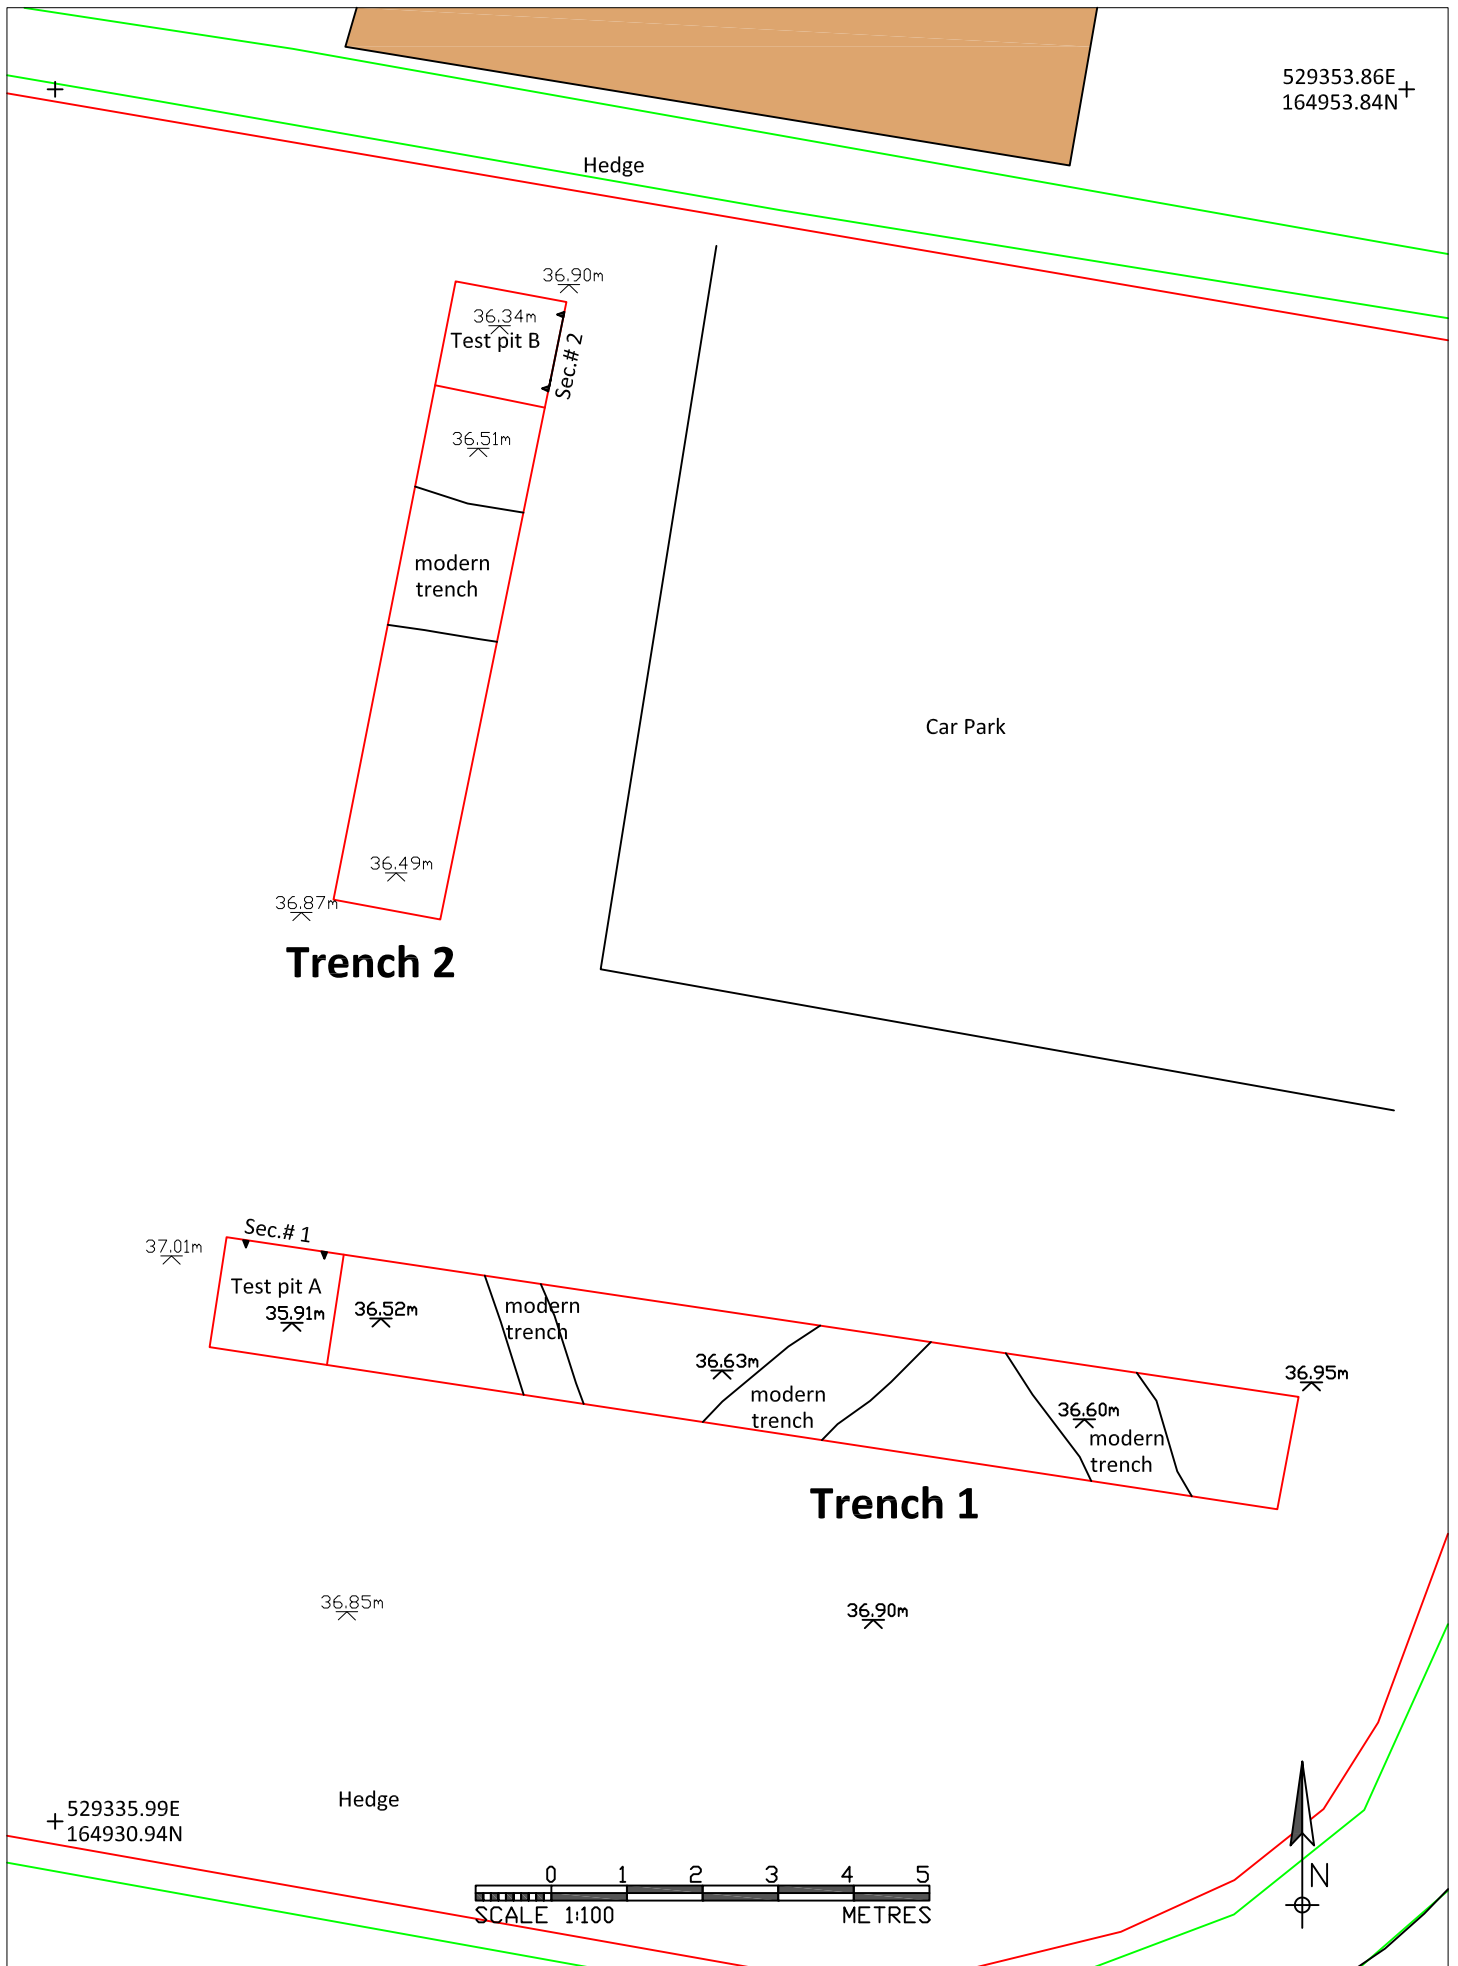 529353.86E
164953.84N
Hedge
36.90m
36.34m
Test pit B
Sec.# 2
36.51m
modern
trench
Car Park
36.49m
36.87m
Trench 2
Sec.# 1
37.01m
Test pit A
35.91m
36.52m
modern
trench
36.63m
modern
trench
36.95m
36.60m
modern
trench
Trench 1
36.85m
36.90m
Hedge
529335.99E
164930.94N
0 1 2 3 4 5
SCALE 1:100 METRES
N